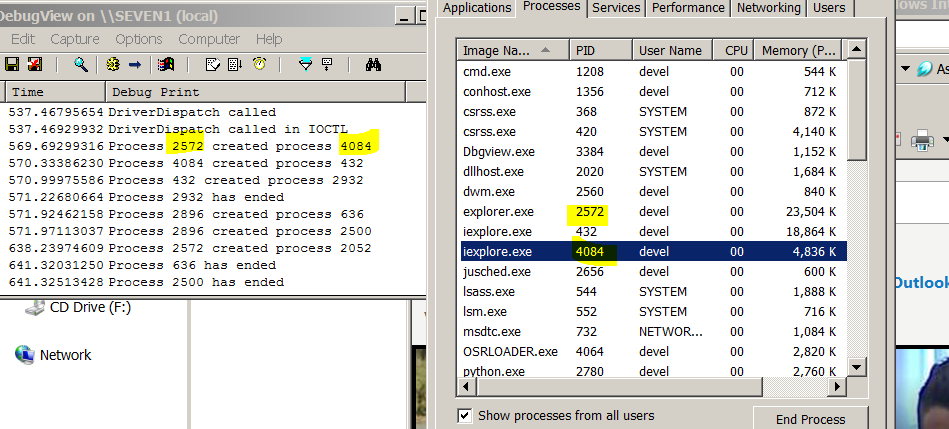 DebugView on \\SEVEN1 (local)
Edit Capture Options Computer Help
Time Debug Print
537.46795654 DriverDispatch called
537.46929932 DriverDispatch called in IOCTL
569.69299316 Process 2572 created process 4084
570.33386230 Process 4084 created process 432
570.99975586 Process 432 created process 2932
571.22680664 Process 2932 has ended
571.92462158 Process 2896 created process 636
571.97113037 Process 2896 created process 2500
638.23974609 Process 2572 created process 2052
641.32031250 Process 636 has ended
641.32513428 Process 2500 has ended
CD Drive (F:)
Network
Applications Processes Services Performance Networking Users
Image Na... PID User Name CPU Memory (P...
cmd.exe 1208 devel 00 544 K
conhost.exe 1356 devel 00 712 K
csrss.exe 368 SYSTEM 00 872 K
csrss.exe 420 SYSTEM 00 4,140 K
Dbgview.exe 3384 devel 00 1,152 K
dllhost.exe 2020 SYSTEM 00 1,684 K
dwm.exe 2560 devel 00 840 K
explorer.exe 2572 devel 00 23,504 K
iexplore.exe 432 devel 00 18,864 K
iexplore.exe 4084 devel 00 4,836 K
jusched.exe 2656 devel 00 600 K
lsass.exe 544 SYSTEM 00 1,888 K
lsm.exe 552 SYSTEM 00 716 K
msdtc.exe 732 NETWOR... 00 1,084 K
OSRLOADER.exe 4064 devel 00 2,820 K
python.exe 2780 devel 00 2,760 K
Show processes from all users
End Process
dows Int
As
Outlook